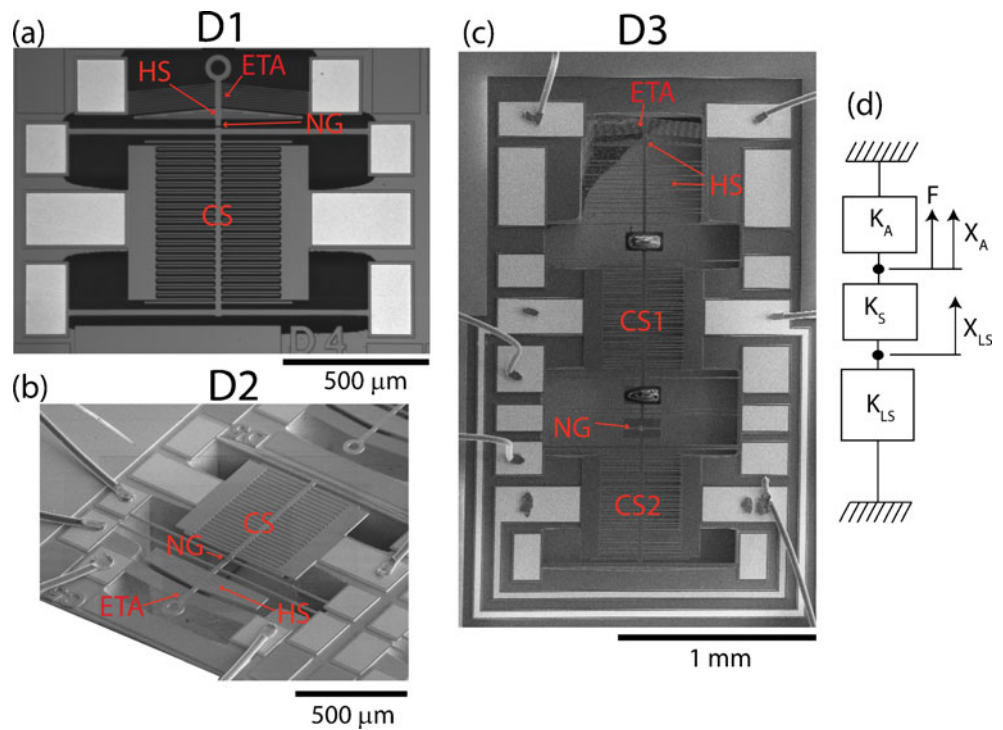 (a)
D1
HS
ETA
NG
CS
D4
500 μm
(b)
D2
CS
NG
ETA
HS
500 μm
(c)
D3
ETA
HS
CS1
NG
CS2
1 mm
(d)
F
K_A
X_A
K_S
X_LS
K_LS